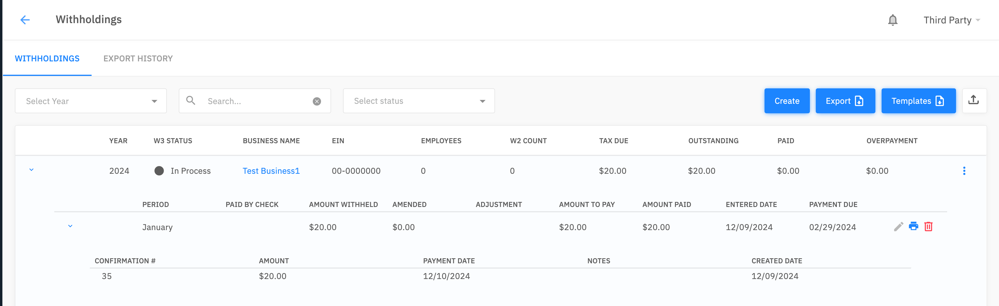 Withholdings
Third Party
WITHHOLDINGS EXPORT HISTORY
Select Year Search... Select status Create Export Templates
YEAR W3 STATUS BUSINESS NAME EIN EMPLOYEES W2 COUNT TAX DUE OUTSTANDING PAID OVERPAYMENT
2024 In Process Test Business1 00-0000000 0 0 $20.00 $20.00 $0.00 $0.00
PERIOD PAID BY CHECK AMOUNT WITHHELD AMENDED ADJUSTMENT AMOUNT TO PAY AMOUNT PAID ENTERED DATE PAYMENT DUE
January $20.00 $0.00 $20.00 $20.00 12/09/2024 02/29/2024
CONFIRMATION # AMOUNT PAYMENT DATE NOTES CREATED DATE
35 $20.00 12/10/2024 12/09/2024